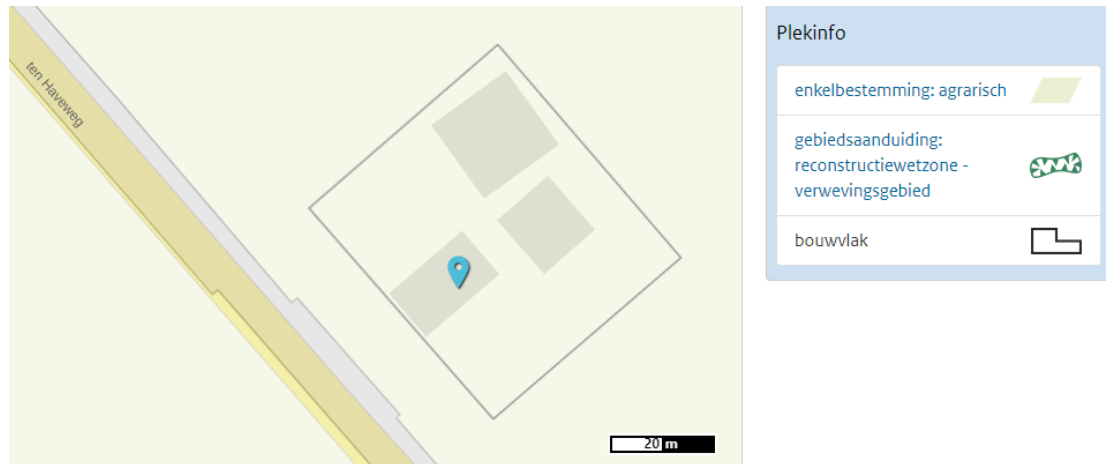 ten Haveweg
20 m
Plekinfo
enkelbestemming: agrarisch
gebiedsaanduiding:
reconstructiewetzone -
verwevingsgebied
bouwvlak